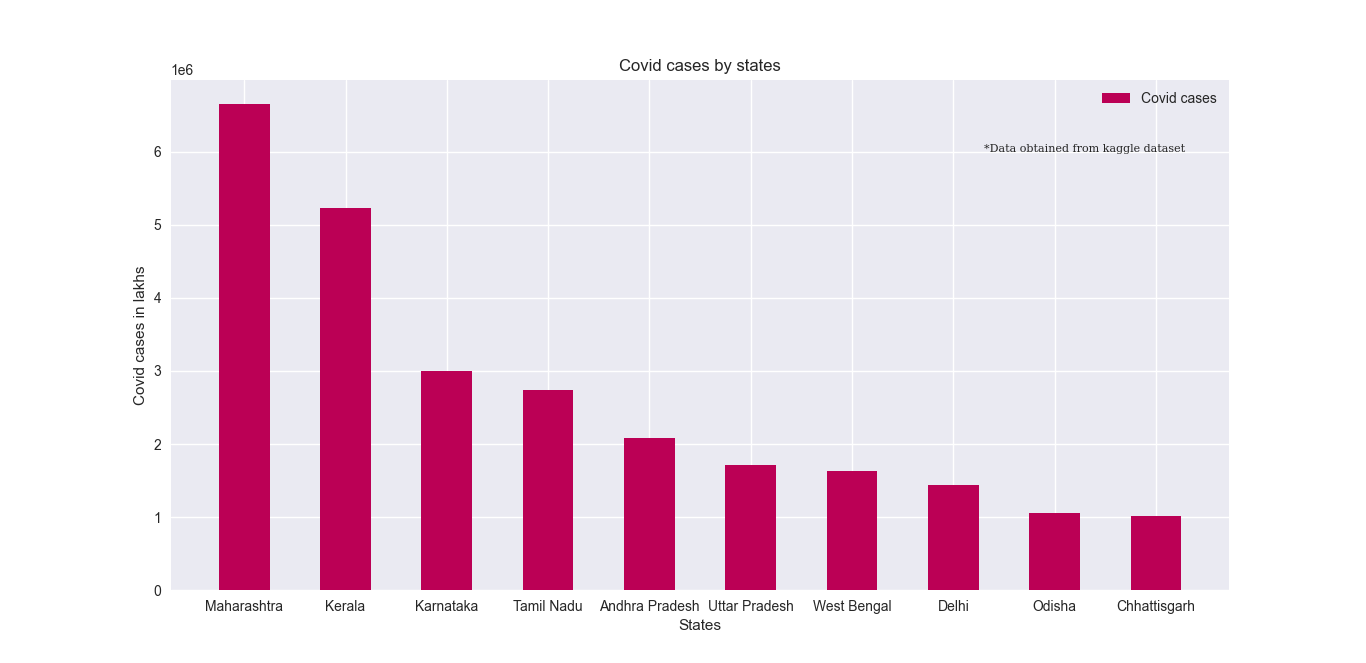 Covid cases by states
1e6
Covid cases
*Data obtained from kaggle dataset
6
5
4
3
2
1
0
Covid cases in lakhs
Maharashtra Kerala Karnataka Tamil Nadu Andhra Pradesh Uttar Pradesh West Bengal Delhi Odisha Chhattisgarh
States